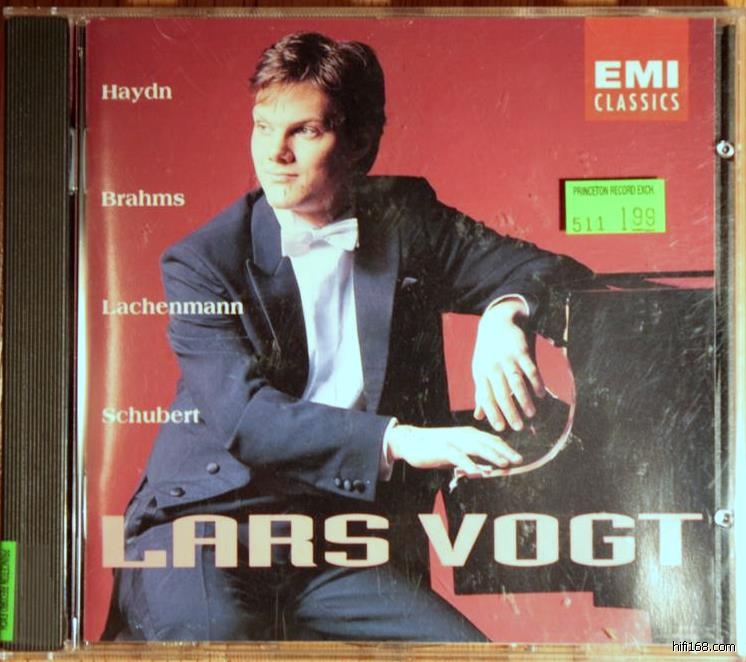 Haydn
EMI
CLASSICS
Brahms
PRINCETON RECORD EXCH.
511 1.99
Lachenmann
Schubert
LARS VOGT
hifi168.com